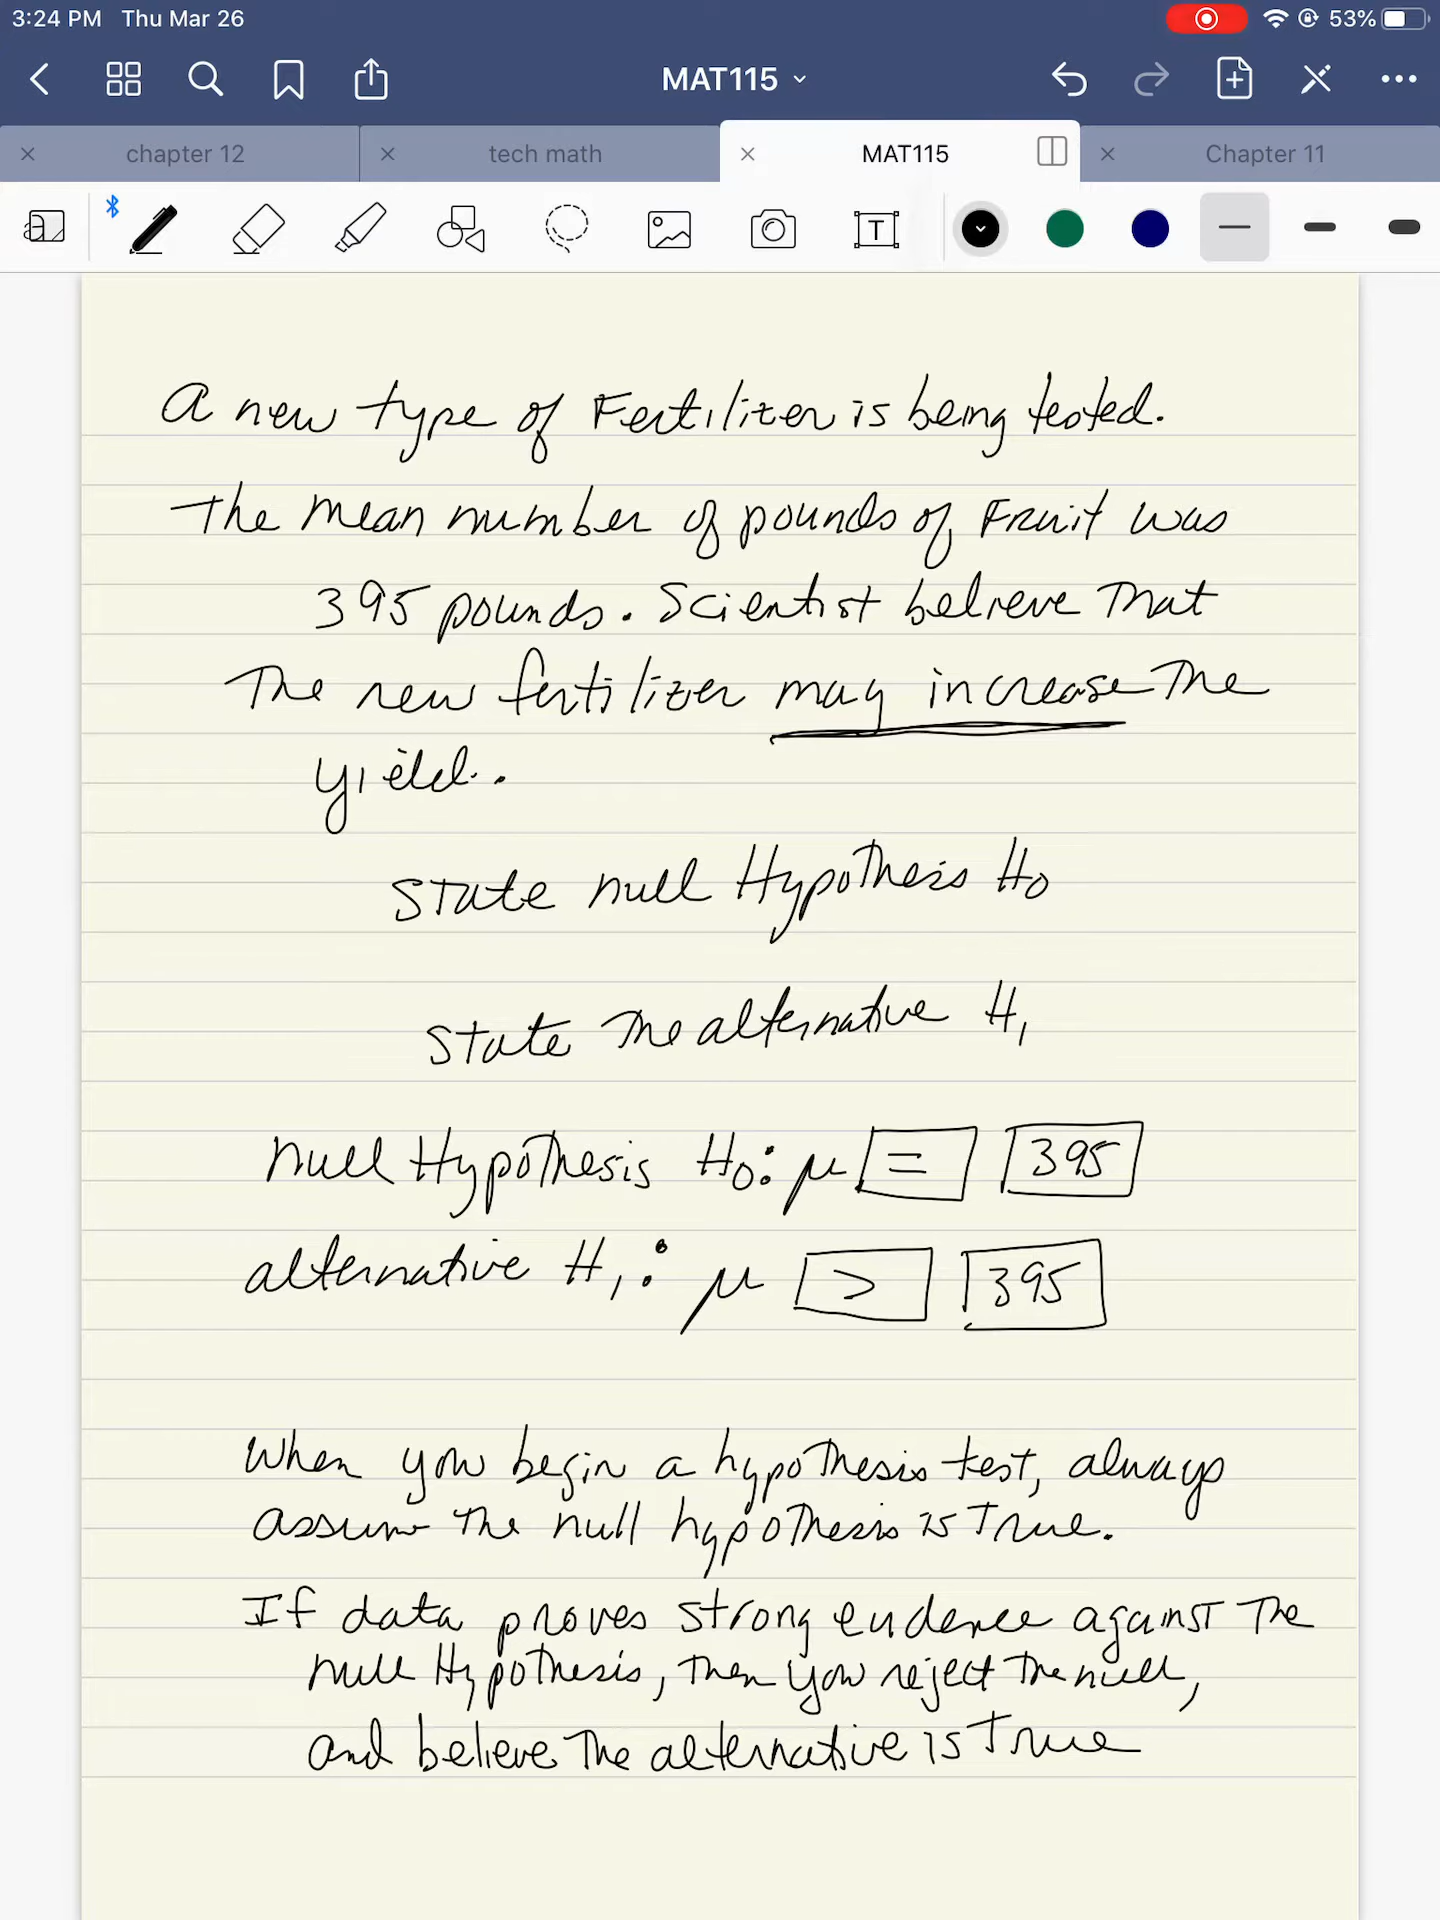 3:24 PM Thu Mar 26 53%
MAT115
chapter 12 tech math MAT115 Chapter 11
a T
A new type of Fertilizer is being tested.
The mean number of pounds of Fruit was
395 pounds. Scientist believe That
The new fertilizer may increase The
yield.
State null Hypothesis H0
State The alternative H1
Null Hypothesis H0: μ = 395
alternative H1: μ > 395
When you begin a hypothesis test, always
assume The null hypothesis is True.
If data proves strong evidence against The
null Hypothesis, Then you reject The null,
and believe The alternative is True